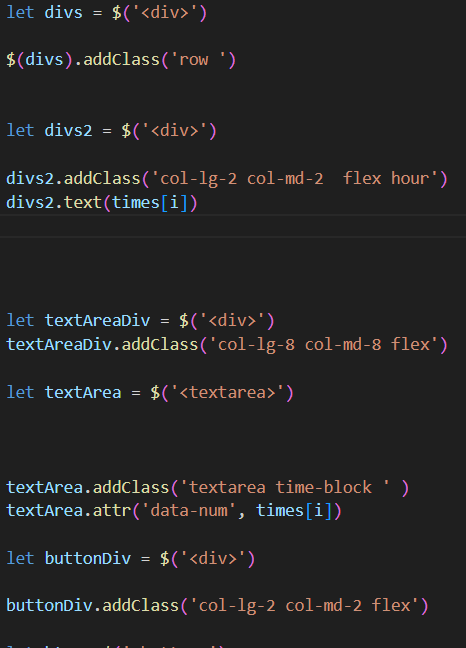 let divs = $('<div>')
$(divs).addClass('row ')
let divs2 = $('<div>')
divs2.addClass('col-lg-2 col-md-2  flex hour')
divs2.text(times[i])
let textAreaDiv = $('<div>')
textAreaDiv.addClass('col-lg-8 col-md-8 flex')
let textArea = $('<textarea>')
textArea.addClass('textarea time-block ' )
textArea.attr('data-num', times[i])
let buttonDiv = $('<div>')
buttonDiv.addClass('col-lg-2 col-md-2 flex')